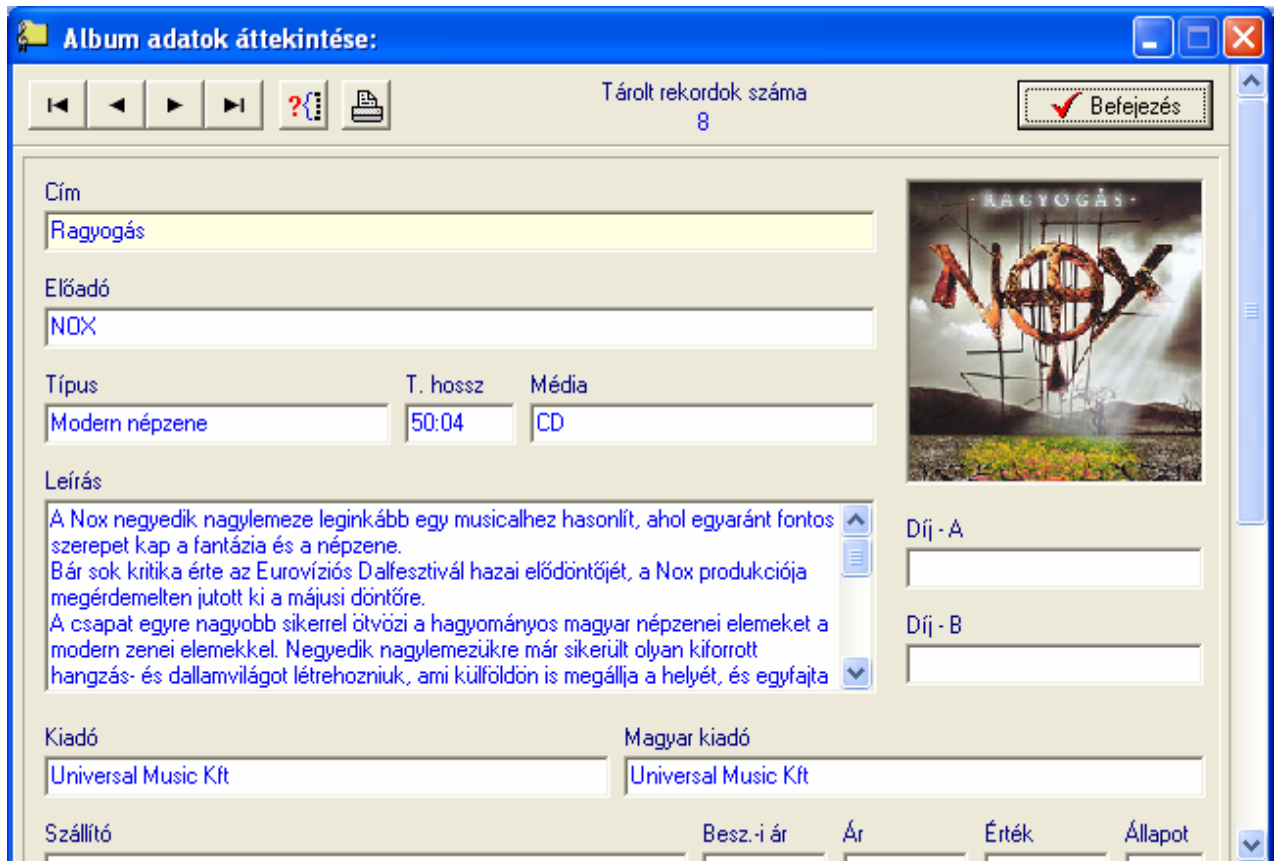 Album adatok áttekintése:
Tárolt rekordok száma
8
Befejezés
Cím
Ragyogás
Előadó
NOX
Típus
T. hossz
Média
Modern népzene
50:04
CD
Leírás
A Nox negyedik nagylemeze leginkább egy musicalhez hasonlít, ahol egyaránt fontos
szerepet kap a fantázia és a népzene.
Bár sok kritika érte az Eurovíziós Dalfesztivál hazai elődöntőjét, a Nox produkciója
megérdemelten jutott ki a májusi döntőre.
A csapat egyre nagyobb sikerrel ötvözi a hagyományos magyar népzenei elemeket a
modern zenei elemekkel. Negyedik nagylemezükre már sikerült olyan kiforrott
hangzás- és dallamvilágot létrehozniuk, ami külföldön is megállja a helyét, és egyfajta
- RAGYOGÁS -
NOX
Díj - A
Díj - B
Kiadó
Magyar kiadó
Universal Music Kft
Universal Music Kft
Szállító
Besz.-i ár
Ár
Érték
Állapot